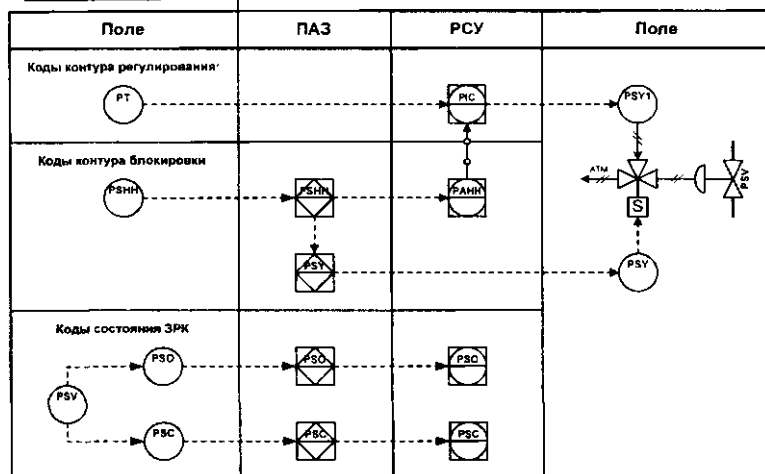 Поле ПАЗ РСУ Поле
Коды контура регулирования:
PT PIC PSY1
ATM
S
PSV
Коды контура блокировки
PSHH PSHH PAHH
PSY PSY
Коды состояния ЗРК
PSO PSO PSO
PSV
PSC PSC PSC